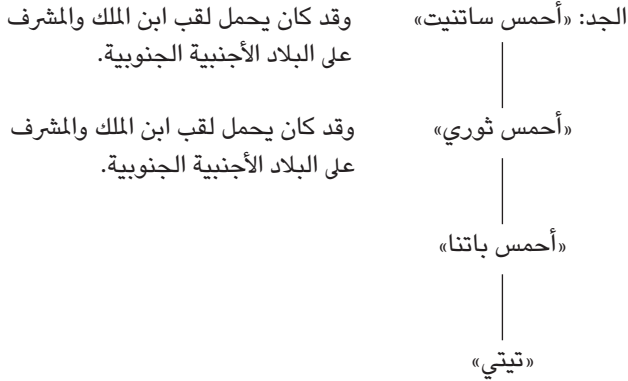 الجد: «أحمس ساتنيت» وقد كان يحمل لقب ابن الملك والمشرف
على البلاد الأجنبية الجنوبية.
«أحمس ثوري» وقد كان يحمل لقب ابن الملك والمشرف
على البلاد الأجنبية الجنوبية.
«أحمس باتنا»
«تيتي»